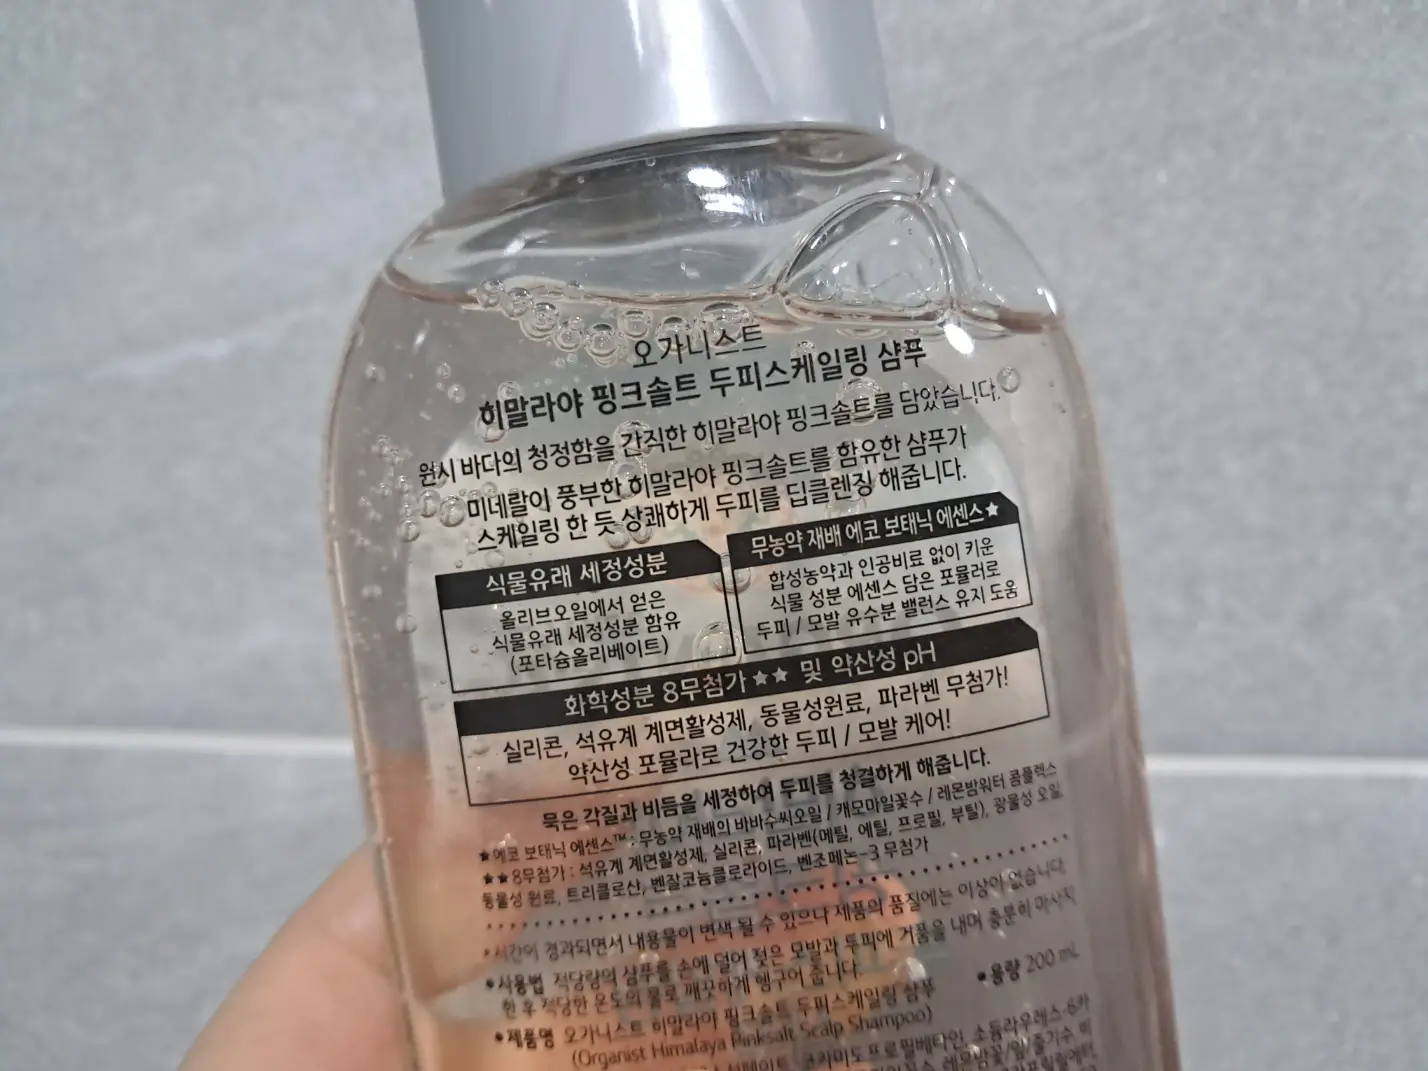 오가니스트
히말라야 핑크솔트 두피스케일링 샴푸
원시 바다의 청정함을 간직한 히말라야 핑크솔트를 담았습니다.
미네랄이 풍부한 히말라야 핑크솔트를 함유한 샴푸가
스케일링 한 듯 상쾌하게 두피를 딥클렌징 해줍니다.
식물유래 세정성분
올리브오일에서 얻은
식물유래 세정성분 함유
(포타슘올리베이트)
무농약 재배 에코 보태닉 에센스★
합성농약과 인공비료 없이 키운
식물 성분 에센스 담은 포뮬러로
두피 / 모발 유수분 밸런스 유지 도움
화학성분 8무첨가★★ 및 약산성 pH
실리콘, 석유계 계면활성제, 동물성원료, 파라벤 무첨가!
약산성 포뮬라로 건강한 두피 / 모발 케어!
묵은 각질과 비듬을 세정하여 두피를 청결하게 해줍니다.
★에코 보태닉 에센스™ : 무농약 재배의 바바수씨오일 / 캐모마일꽃수 / 레몬밤워터 콤플렉스
★★8무첨가 : 석유계 계면활성제, 실리콘, 파라벤(메틸, 에틸, 프로필, 부틸), 광물성 오일,
동물성 원료, 트리클로산, 벤잘코늄클로라이드, 벤조페논-3 무첨가
•시간이 경과되면서 내용물이 변색 될 수 있으나 제품의 품질에는 이상이 없습니다.
•사용법 적당량의 샴푸를 손에 덜어 젖은 모발과 두피에 거품을 내며 충분히 마사지
한 후 적당한 온도의 물로 깨끗하게 헹구어 줍니다. •용량 200 mL
•제품명 오가니스트 히말라야 핑크솔트 두피스케일링 샴푸
(Organist Himalaya Pinksalt Scalp Shampoo)
코카미도프로필베타인, 소듐라우레스-6카